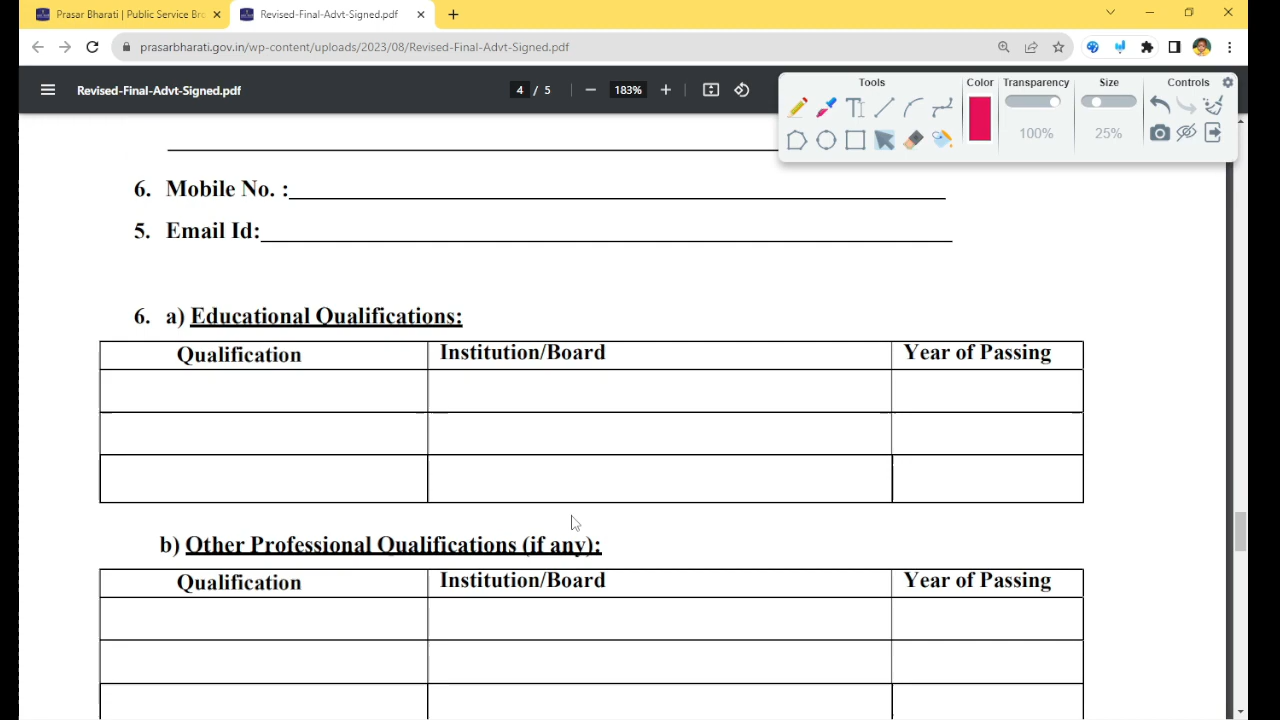 Prasar Bharati | Public Service Bro
Revised-Final-Advt-Signed.pdf
prasarbharati.gov.in/wp-content/uploads/2023/08/Revised-Final-Advt-Signed.pdf
Revised-Final-Advt-Signed.pdf
4 / 5
183%
Tools
Color
Transparency
Size
Controls
100%
25%
6. Mobile No. :
5. Email Id:
6. a) Educational Qualifications:
Qualification Institution/Board Year of Passing
b) Other Professional Qualifications (if any):
Qualification Institution/Board Year of Passing